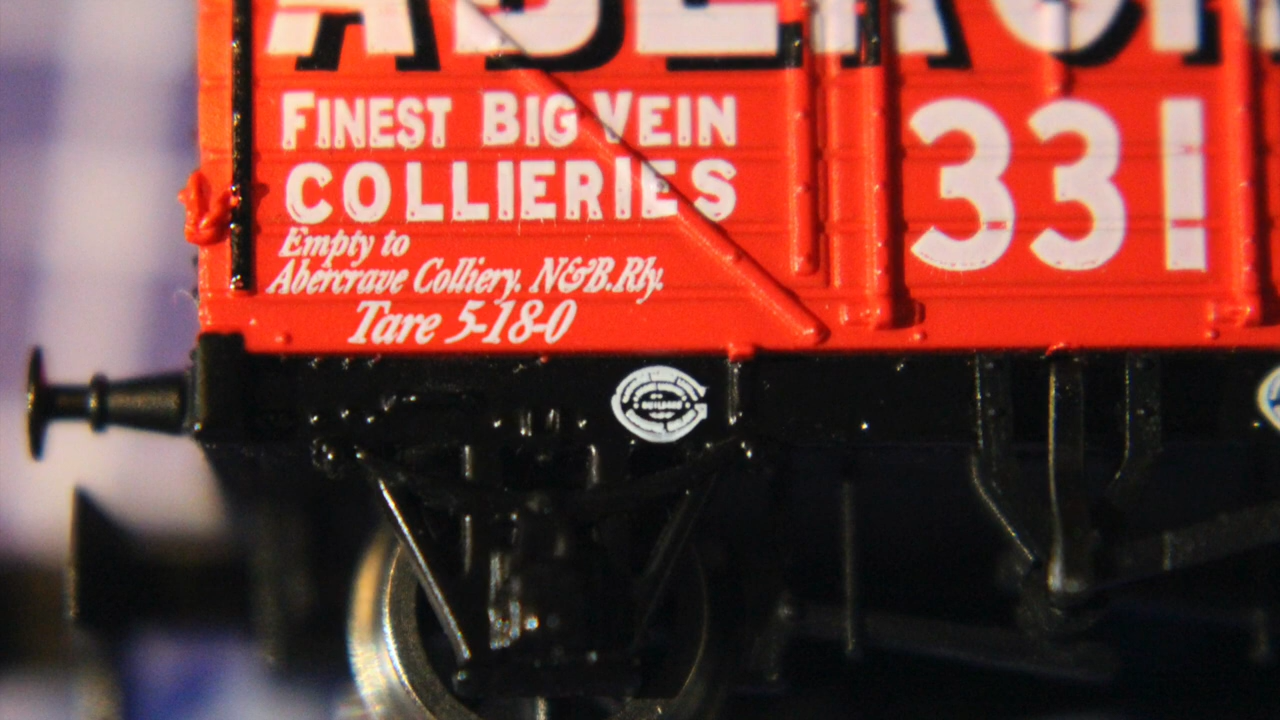 FINEST BIG VEIN
COLLIERIES
Empty to
Abercrave Colliery. N&B.Rly.
Tare 5-18-0
331